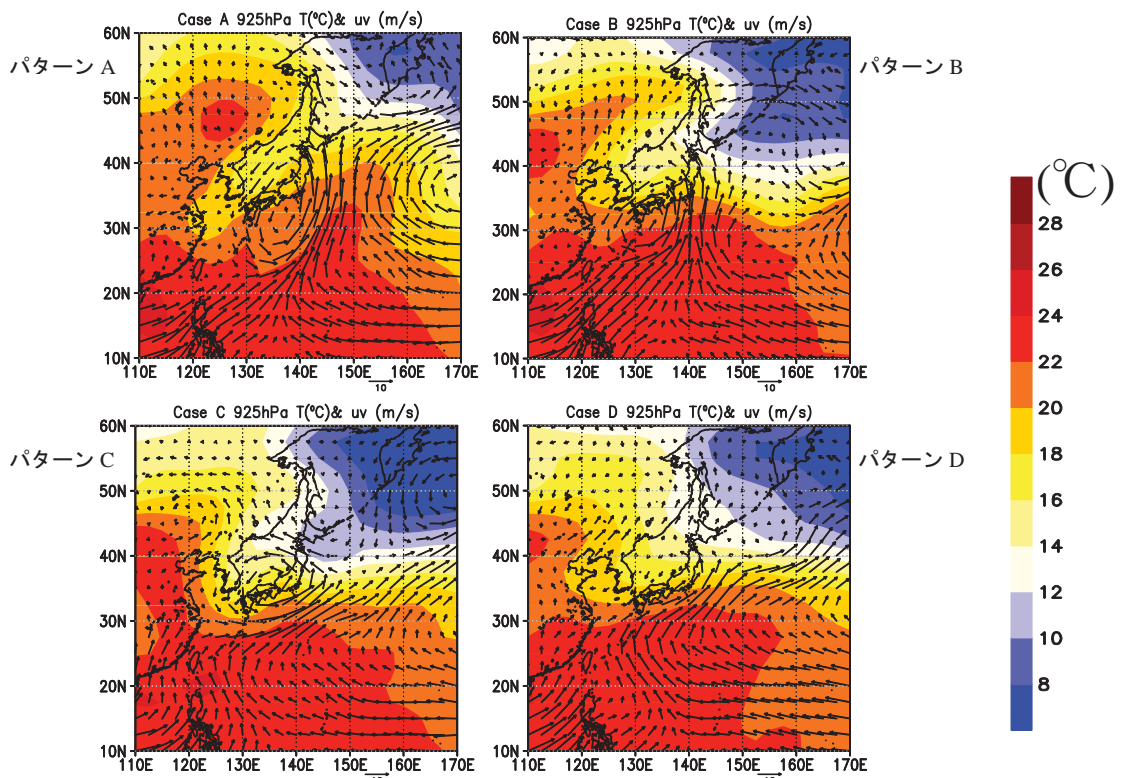 Case A 925hPa T(ºC)& uv (m/s)
60N
50N
40N
30N
20N
10N
110E 120E 130E 140E 150E 160E 170E
10
パターン A
Case B 925hPa T(ºC)& uv (m/s)
60N
50N
40N
30N
20N
10N
110E 120E 130E 140E 150E 160E 170E
10
パターン B
Case C 925hPa T(ºC)& uv (m/s)
60N
50N
40N
30N
20N
10N
110E 120E 130E 140E 150E 160E 170E
パターン C
Case D 925hPa T(ºC)& uv (m/s)
60N
50N
40N
30N
20N
10N
110E 120E 130E 140E 150E 160E 170E
パターン D
(℃)
28
26
24
22
20
18
16
14
12
10
8